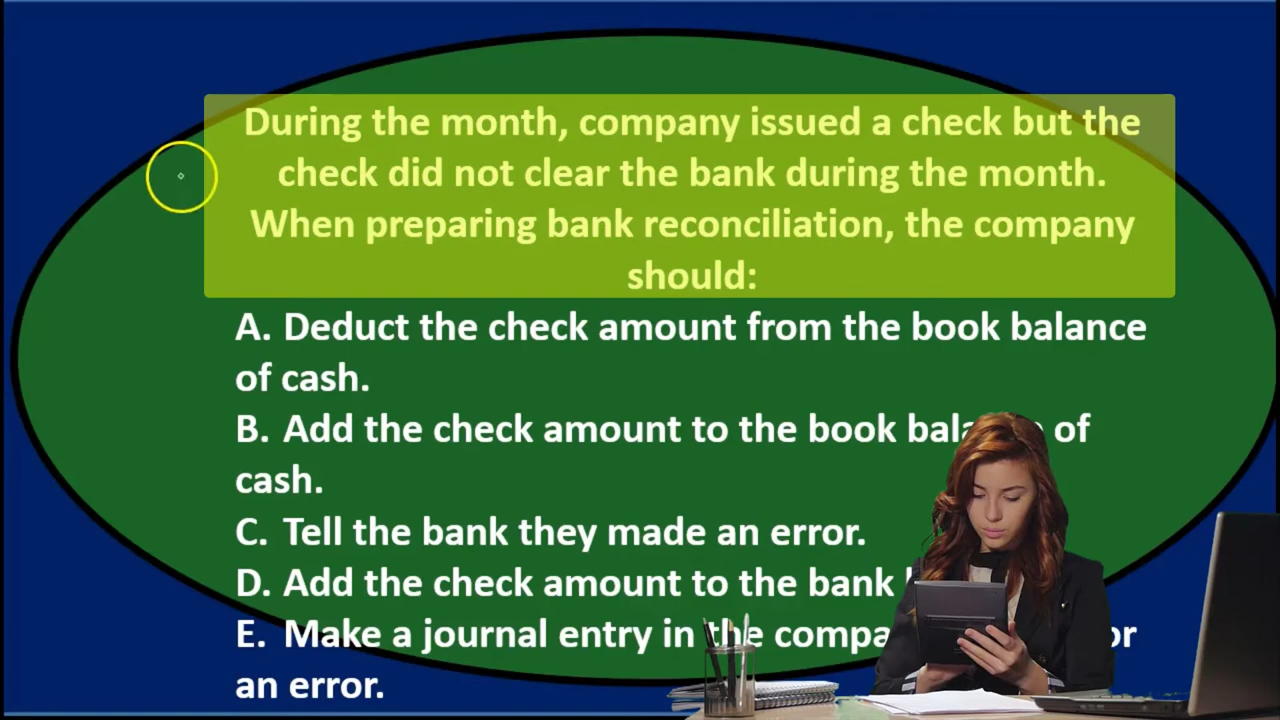 During the month, company issued a check but the
check did not clear the bank during the month.
When preparing bank reconciliation, the company
should:
A. Deduct the check amount from the book balance
of cash.
B. Add the check amount to the book of
cash.
C. Tell the bank they made an error.
D. Add the check amount to the bank
E. Make a journal entry in the or
an error.